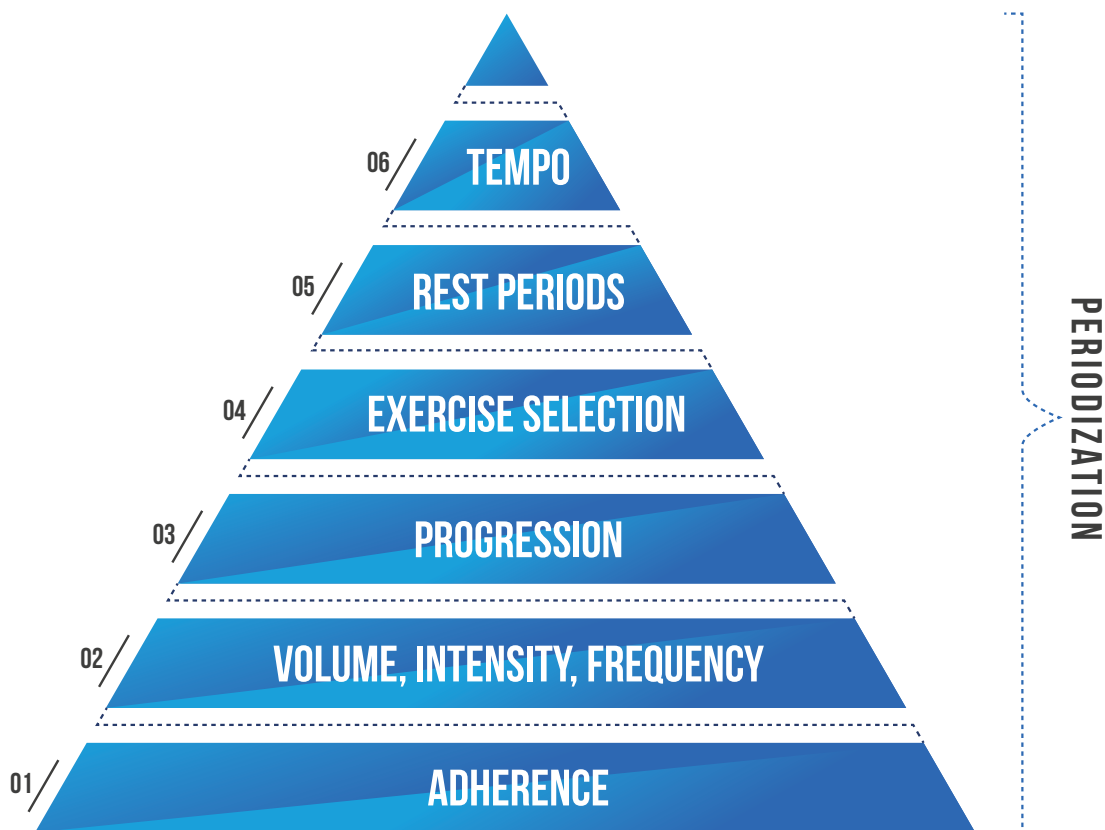 06
TEMPO
05
REST PERIODS
04
EXERCISE SELECTION
03
PROGRESSION
02
VOLUME, INTENSITY, FREQUENCY
01
ADHERENCE
PERIODIZATION